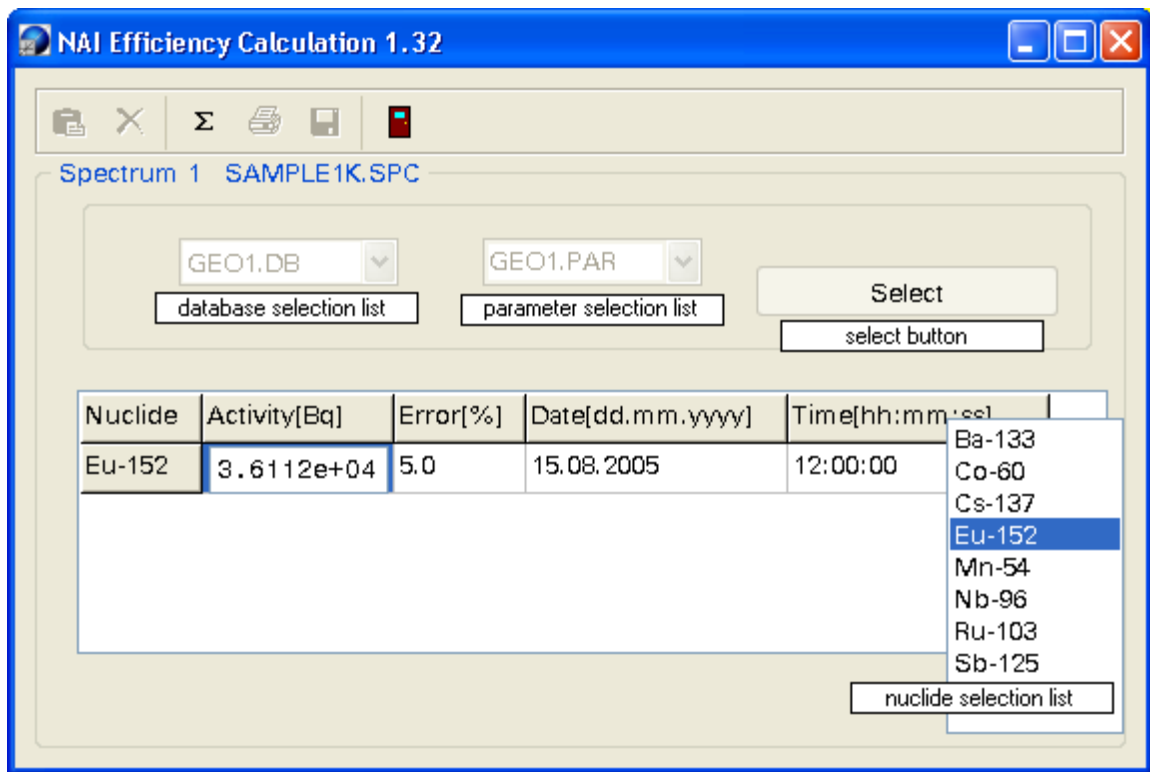 NAI Efficiency Calculation 1.32
Σ
Spectrum 1 SAMPLE1K.SPC
GEO1.DB GEO1.PAR
Select
database selection list parameter selection list
select button
Nuclide Activity[Bq] Error[%] Date[dd.mm.yyyy] Time[hh:mm:ss]
Eu-152 3.6112e+04 5.0 15.08.2005 12:00:00
Ba-133
Co-60
Cs-137
Eu-152
Mn-54
Nb-96
Ru-103
Sb-125
nuclide selection list